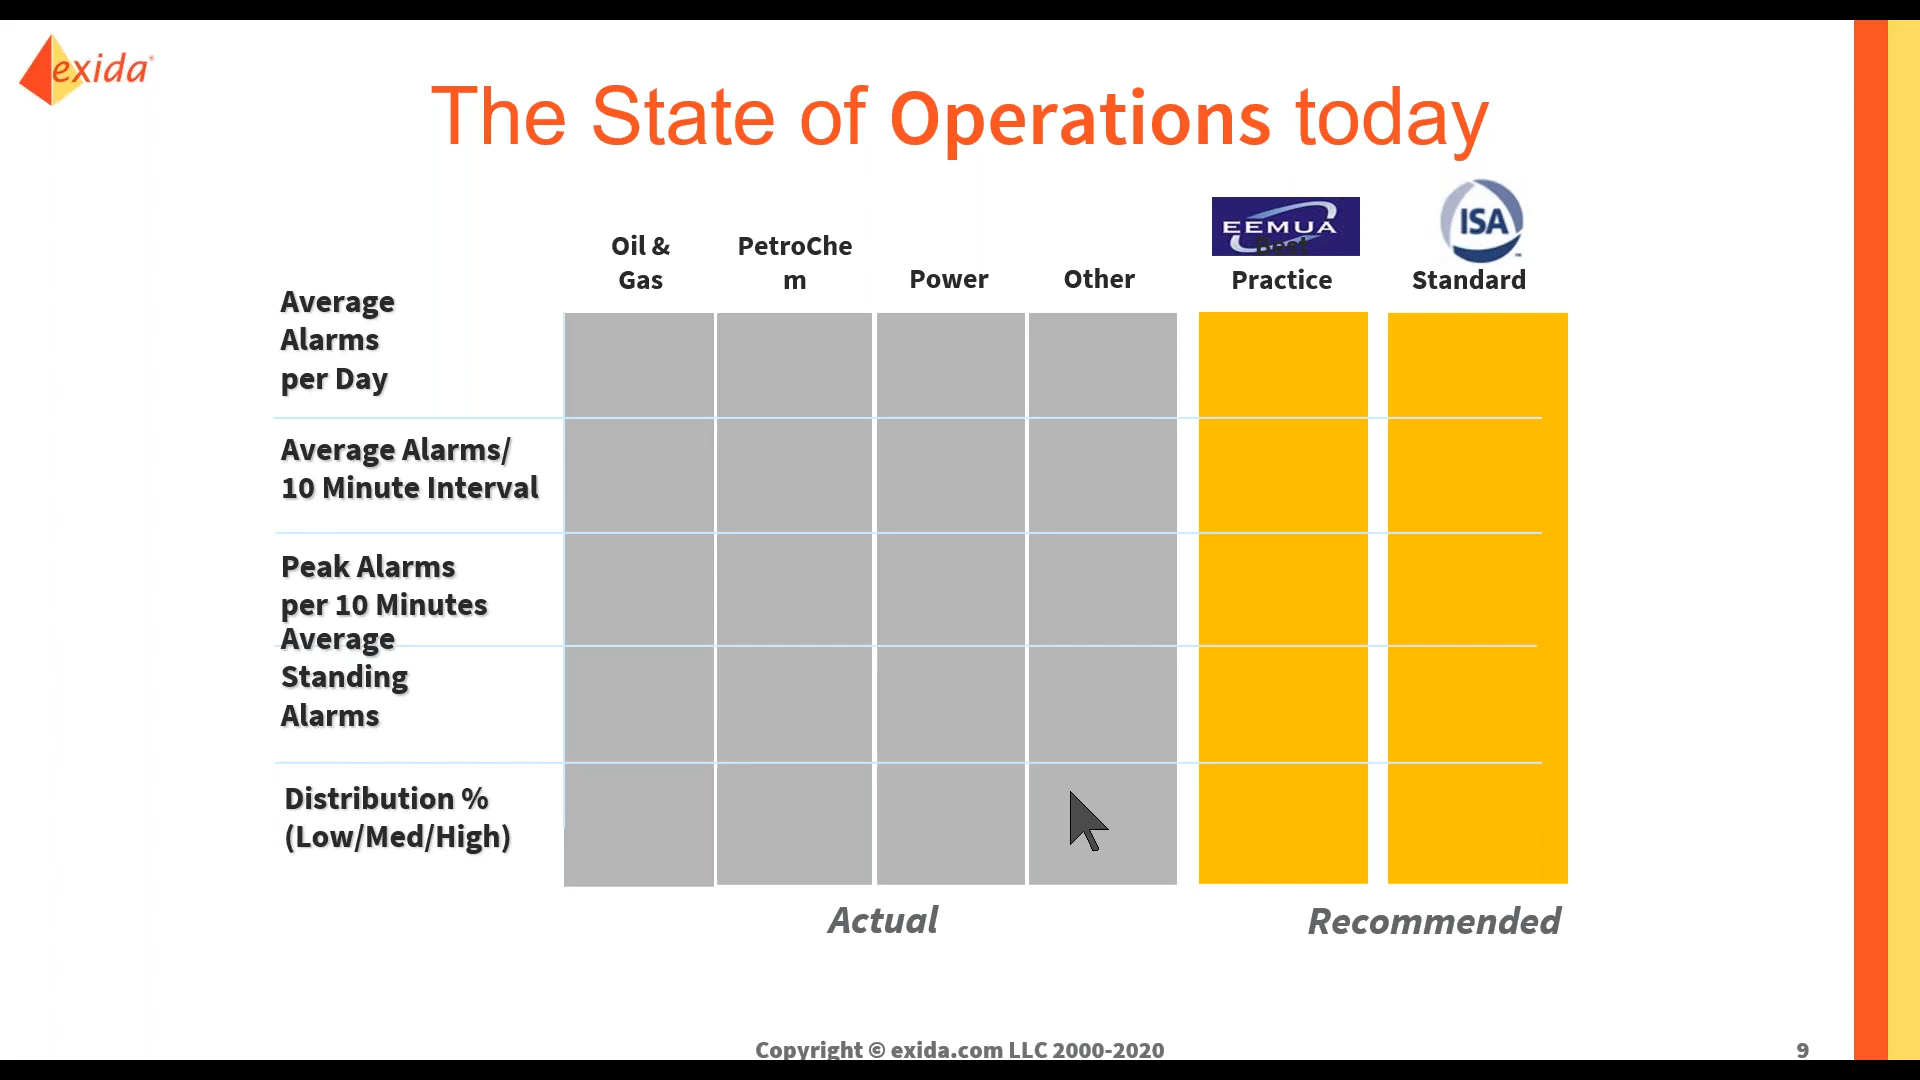 exida
The State of Operations today
EEMUA
ISA
Oil &
Gas
PetroChe
m
Power
Other
Best
Practice
Standard
Average
Alarms
per Day
Average Alarms/
10 Minute Interval
Peak Alarms
per 10 Minutes
Average
Standing
Alarms
Distribution %
(Low/Med/High)
Actual
Recommended
Copyright © exida.com LLC 2000-2020
9